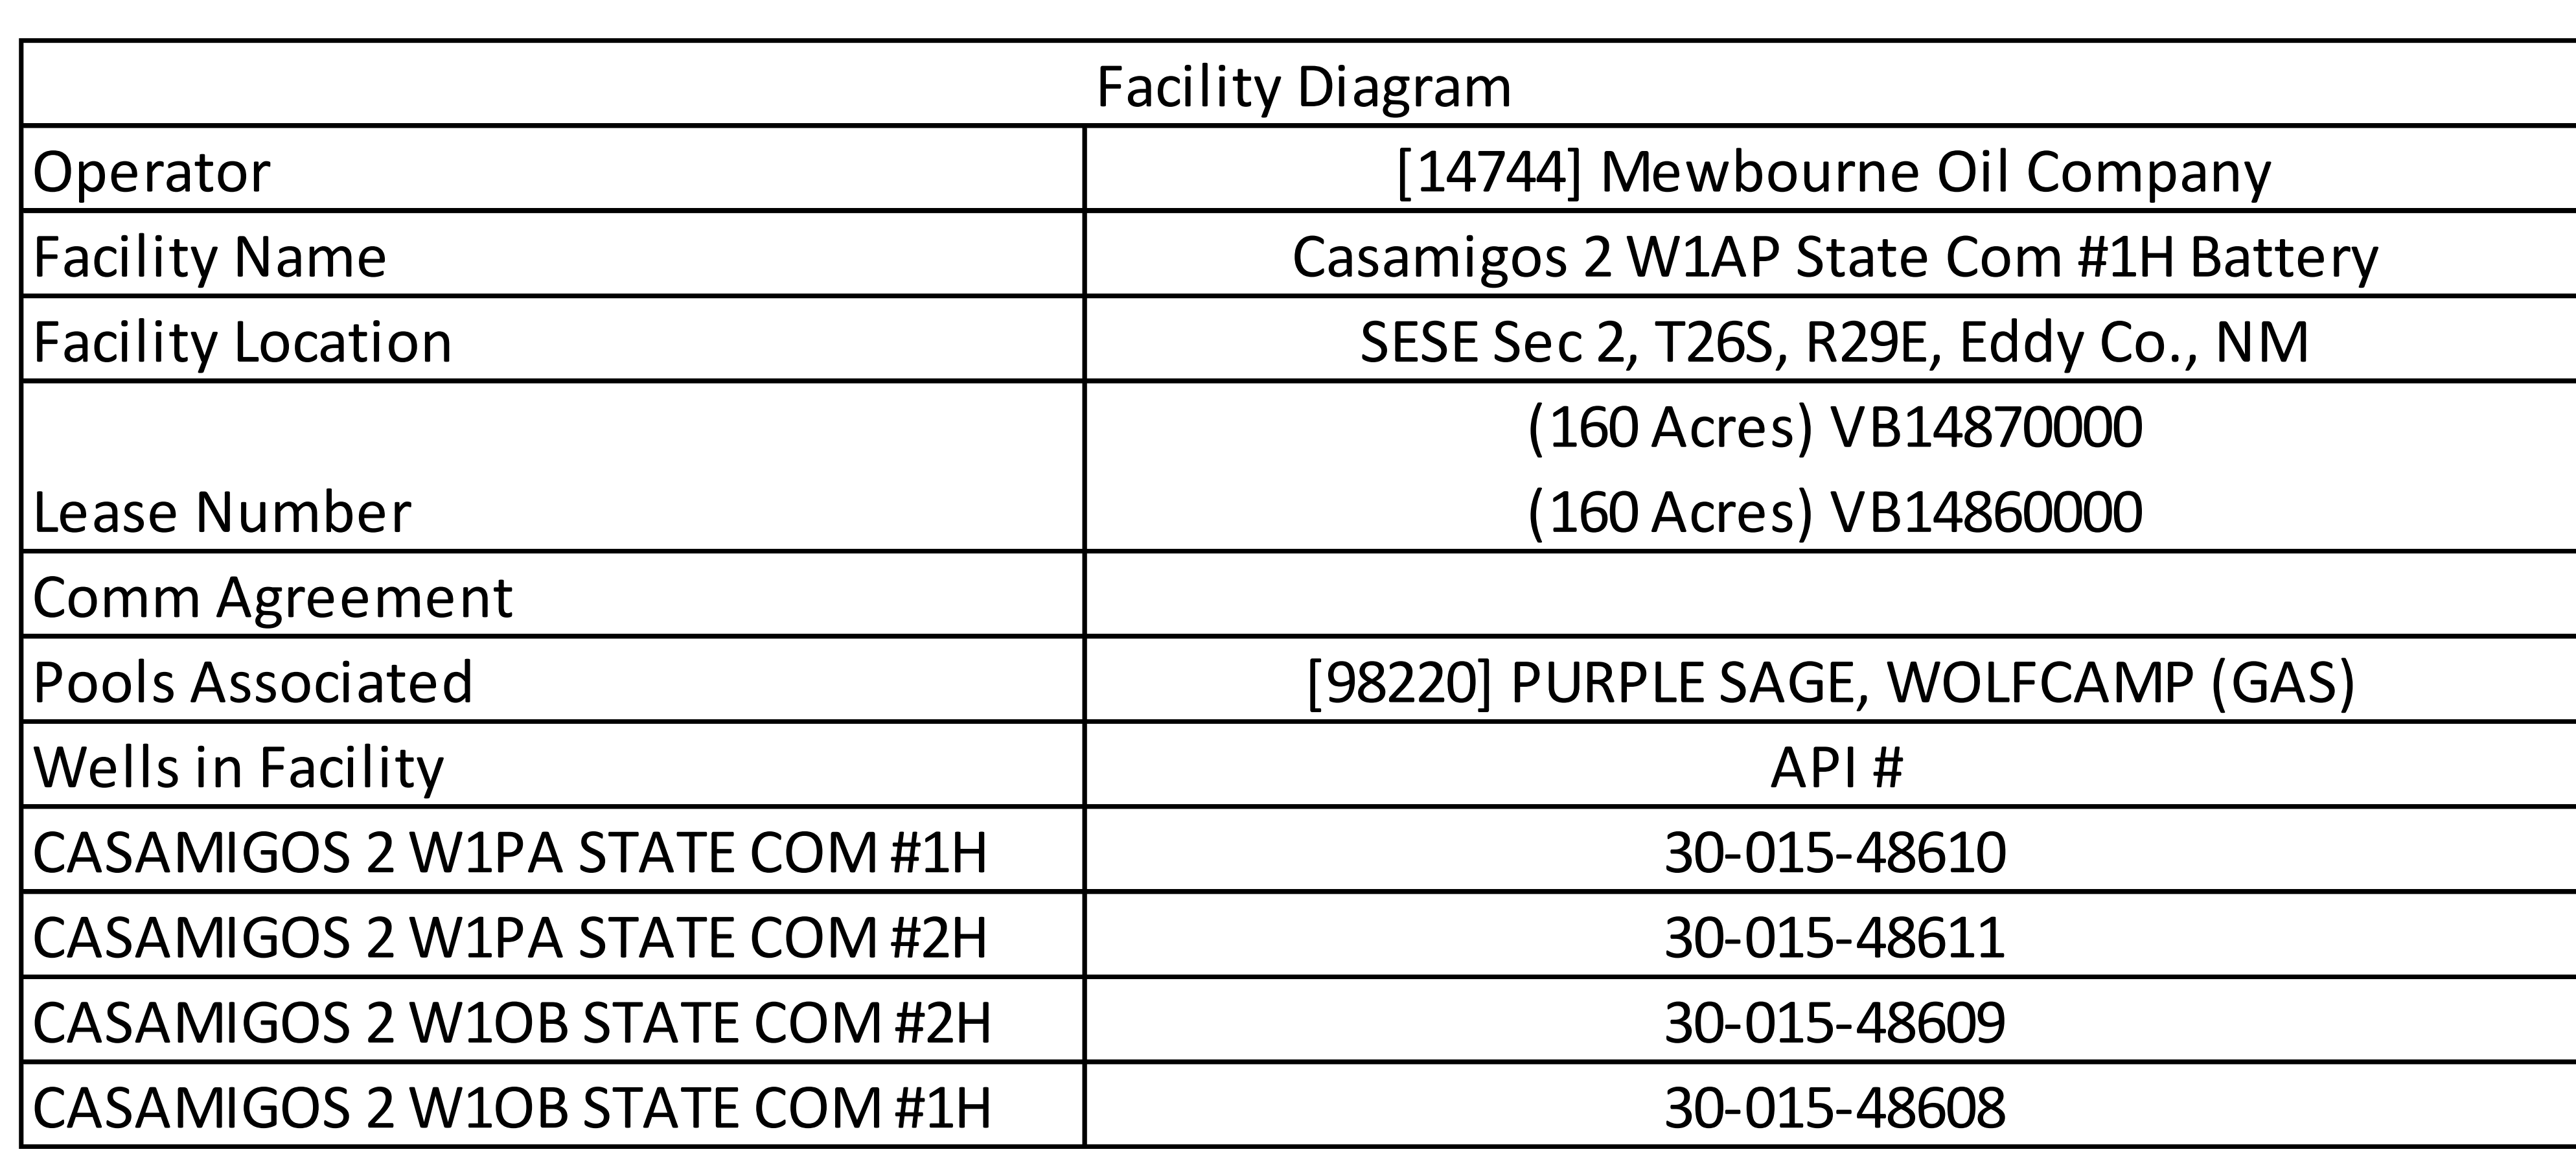 Facility Diagram
Operator [14744] Mewbourne Oil Company
Facility Name Casamigos 2 W1AP State Com #1H Battery
Facility Location SESE Sec 2, T26S, R29E, Eddy Co., NM
(160 Acres) VB14870000
Lease Number (160 Acres) VB14860000
Comm Agreement
Pools Associated [98220] PURPLE SAGE, WOLFCAMP (GAS)
Wells in Facility API #
CASAMIGOS 2 W1PA STATE COM #1H 30-015-48610
CASAMIGOS 2 W1PA STATE COM #2H 30-015-48611
CASAMIGOS 2 W1OB STATE COM #2H 30-015-48609
CASAMIGOS 2 W1OB STATE COM #1H 30-015-48608